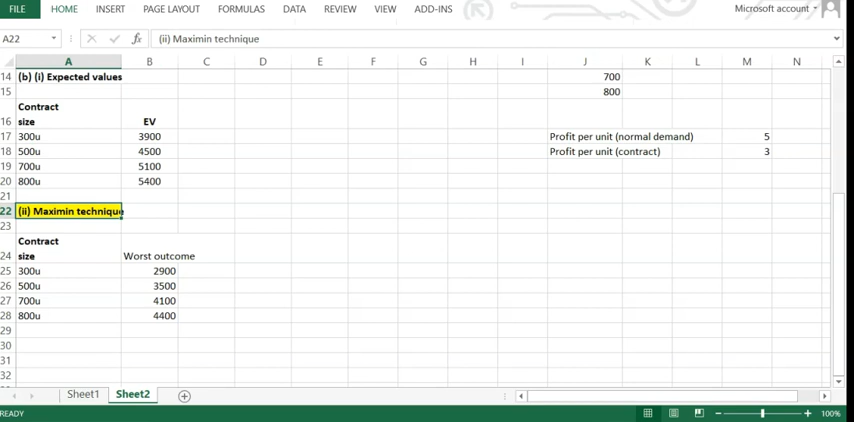 FILE HOME INSERT PAGE LAYOUT FORMULAS DATA REVIEW VIEW ADD-INS Microsoft account
A22 fx (ii) Maximin technique
A B C D E F G H I J K L M N
14 (b) (i) Expected values 700
15 800
Contract
16 size EV
17 300u 3900 Profit per unit (normal demand) 5
18 500u 4500 Profit per unit (contract) 3
19 700u 5100
20 800u 5400
21
22 (ii) Maximin technique
23
Contract
24 size Worst outcome
25 300u 2900
26 500u 3500
27 700u 4100
28 800u 4400
29
30
31
32
Sheet1 Sheet2
READY 100%